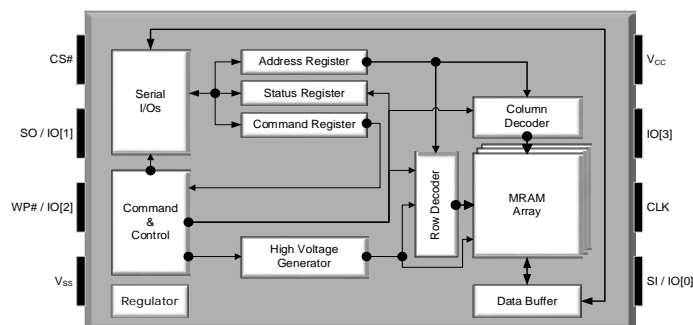 CS#
SO / IO[1]
WP# / IO[2]
VSS
Serial
I/Os
Command
&
Control
Regulator
Address Register
Status Register
Command Register
High Voltage
Generator
Row Decoder
Column
Decoder
MRAM
Array
Data Buffer
VCC
IO[3]
CLK
SI / IO[0]